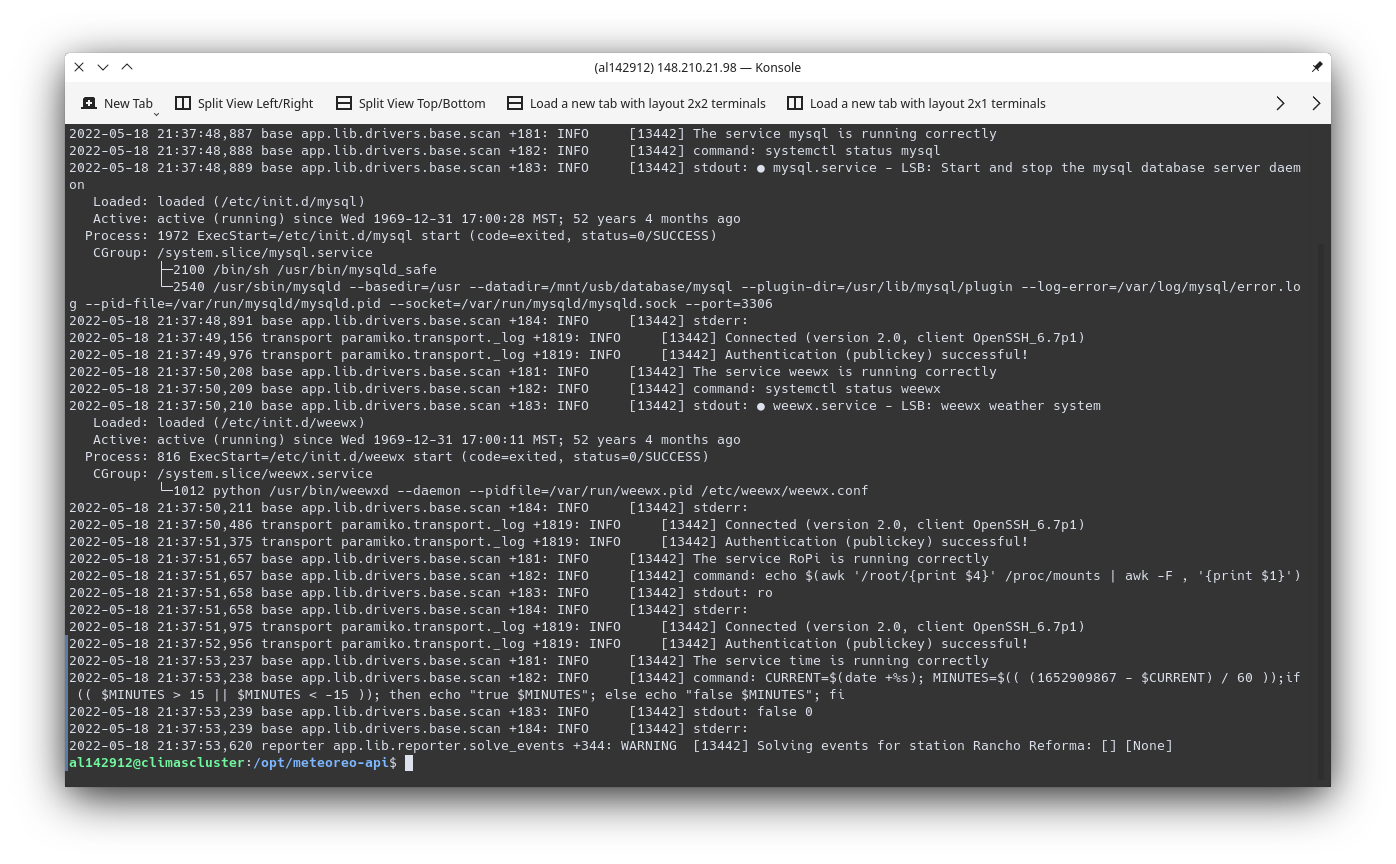 (al142912) 148.210.21.98 — Konsole
New Tab Split View Left/Right Split View Top/Bottom Load a new tab with layout 2x2 terminals Load a new tab with layout 2x1 terminals
2022-05-18 21:37:48,887 base app.lib.drivers.base.scan +181: INFO     [13442] The service mysql is running correctly
2022-05-18 21:37:48,888 base app.lib.drivers.base.scan +182: INFO     [13442] command: systemctl status mysql
2022-05-18 21:37:48,889 base app.lib.drivers.base.scan +183: INFO     [13442] stdout: ● mysql.service - LSB: Start and stop the mysql database server daem
on
   Loaded: loaded (/etc/init.d/mysql)
   Active: active (running) since Wed 1969-12-31 17:00:28 MST; 52 years 4 months ago
  Process: 1972 ExecStart=/etc/init.d/mysql start (code=exited, status=0/SUCCESS)
   CGroup: /system.slice/mysql.service
           ├─2100 /bin/sh /usr/bin/mysqld_safe
           └─2540 /usr/sbin/mysqld --basedir=/usr --datadir=/mnt/usb/database/mysql --plugin-dir=/usr/lib/mysql/plugin --log-error=/var/log/mysql/error.lo
g --pid-file=/var/run/mysqld/mysqld.pid --socket=/var/run/mysqld/mysqld.sock --port=3306
2022-05-18 21:37:48,891 base app.lib.drivers.base.scan +184: INFO     [13442] stderr:
2022-05-18 21:37:49,156 transport paramiko.transport._log +1819: INFO     [13442] Connected (version 2.0, client OpenSSH_6.7p1)
2022-05-18 21:37:49,976 transport paramiko.transport._log +1819: INFO     [13442] Authentication (publickey) successful!
2022-05-18 21:37:50,208 base app.lib.drivers.base.scan +181: INFO     [13442] The service weewx is running correctly
2022-05-18 21:37:50,209 base app.lib.drivers.base.scan +182: INFO     [13442] command: systemctl status weewx
2022-05-18 21:37:50,210 base app.lib.drivers.base.scan +183: INFO     [13442] stdout: ● weewx.service - LSB: weewx weather system
   Loaded: loaded (/etc/init.d/weewx)
   Active: active (running) since Wed 1969-12-31 17:00:11 MST; 52 years 4 months ago
  Process: 816 ExecStart=/etc/init.d/weewx start (code=exited, status=0/SUCCESS)
   CGroup: /system.slice/weewx.service
           └─1012 python /usr/bin/weewxd --daemon --pidfile=/var/run/weewx.pid /etc/weewx/weewx.conf
2022-05-18 21:37:50,211 base app.lib.drivers.base.scan +184: INFO     [13442] stderr:
2022-05-18 21:37:50,486 transport paramiko.transport._log +1819: INFO     [13442] Connected (version 2.0, client OpenSSH_6.7p1)
2022-05-18 21:37:51,375 transport paramiko.transport._log +1819: INFO     [13442] Authentication (publickey) successful!
2022-05-18 21:37:51,657 base app.lib.drivers.base.scan +181: INFO     [13442] The service RoPi is running correctly
2022-05-18 21:37:51,657 base app.lib.drivers.base.scan +182: INFO     [13442] command: echo $(awk '/root/{print $4}' /proc/mounts | awk -F , '{print $1}')
2022-05-18 21:37:51,658 base app.lib.drivers.base.scan +183: INFO     [13442] stdout: ro
2022-05-18 21:37:51,658 base app.lib.drivers.base.scan +184: INFO     [13442] stderr:
2022-05-18 21:37:51,975 transport paramiko.transport._log +1819: INFO     [13442] Connected (version 2.0, client OpenSSH_6.7p1)
2022-05-18 21:37:52,956 transport paramiko.transport._log +1819: INFO     [13442] Authentication (publickey) successful!
2022-05-18 21:37:53,237 base app.lib.drivers.base.scan +181: INFO     [13442] The service time is running correctly
2022-05-18 21:37:53,238 base app.lib.drivers.base.scan +182: INFO     [13442] command: CURRENT=$(date +%s); MINUTES=$(( (1652909867 - $CURRENT) / 60 ));if
 (( $MINUTES > 15 || $MINUTES < -15 )); then echo "true $MINUTES"; else echo "false $MINUTES"; fi
2022-05-18 21:37:53,239 base app.lib.drivers.base.scan +183: INFO     [13442] stdout: false 0
2022-05-18 21:37:53,239 base app.lib.drivers.base.scan +184: INFO     [13442] stderr:
2022-05-18 21:37:53,620 reporter app.lib.reporter.solve_events +344: WARNING  [13442] Solving events for station Rancho Reforma: [] [None]
al142912@climascluster:/opt/meteoreo-api$